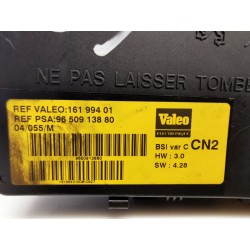 NE PAS LAISSER TOMBE
REF VALEO:161 994 01
REF PSA:96 509 138 80
04/055/M
Valeo
BSI var C CN2
HW : 3.0
SW : 4.28
9650913880